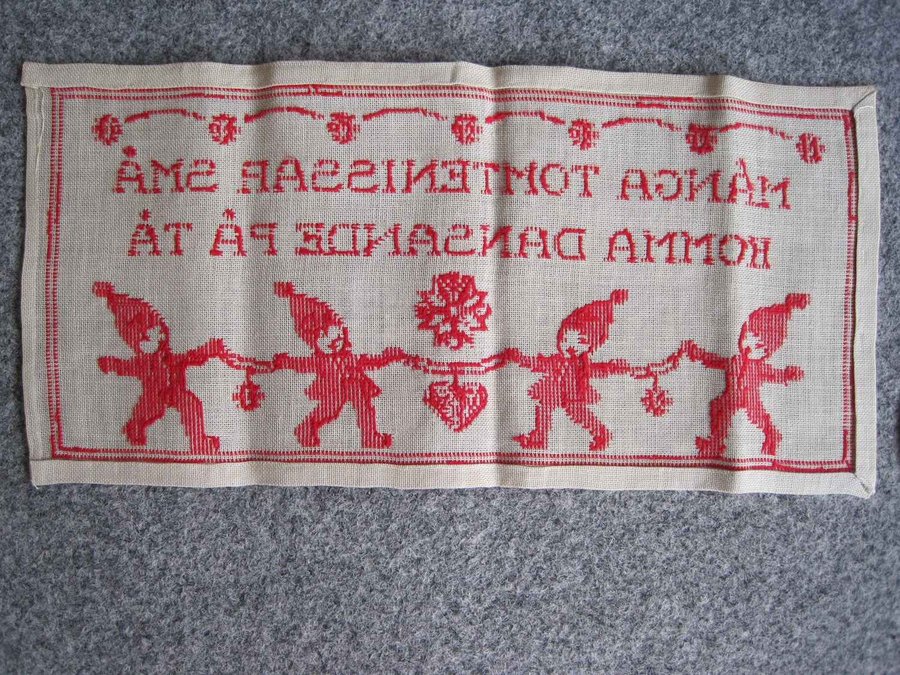 MÅNGA TOMTENISSAR SMÅ
KOMMA DANSANDE PÅ TÅ